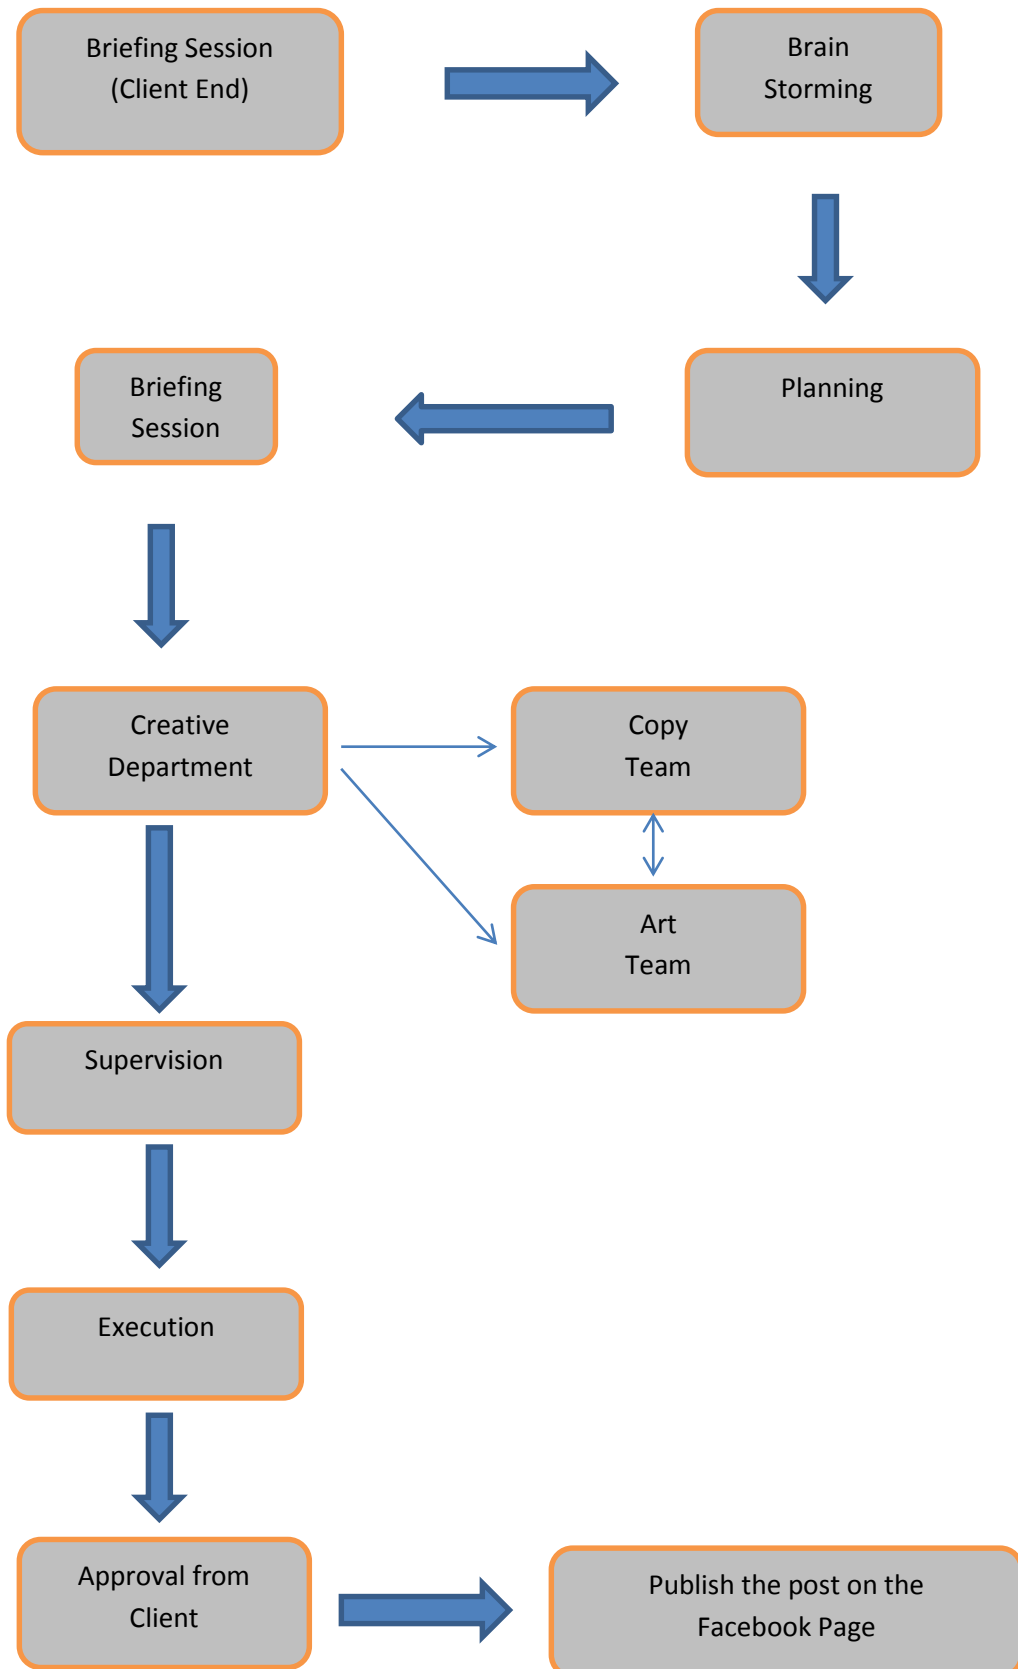 Briefing Session
(Client End)
Brain
Storming
Planning
Briefing
Session
Creative
Department
Copy
Team
Art
Team
Supervision
Execution
Approval from
Client
Publish the post on the
Facebook Page